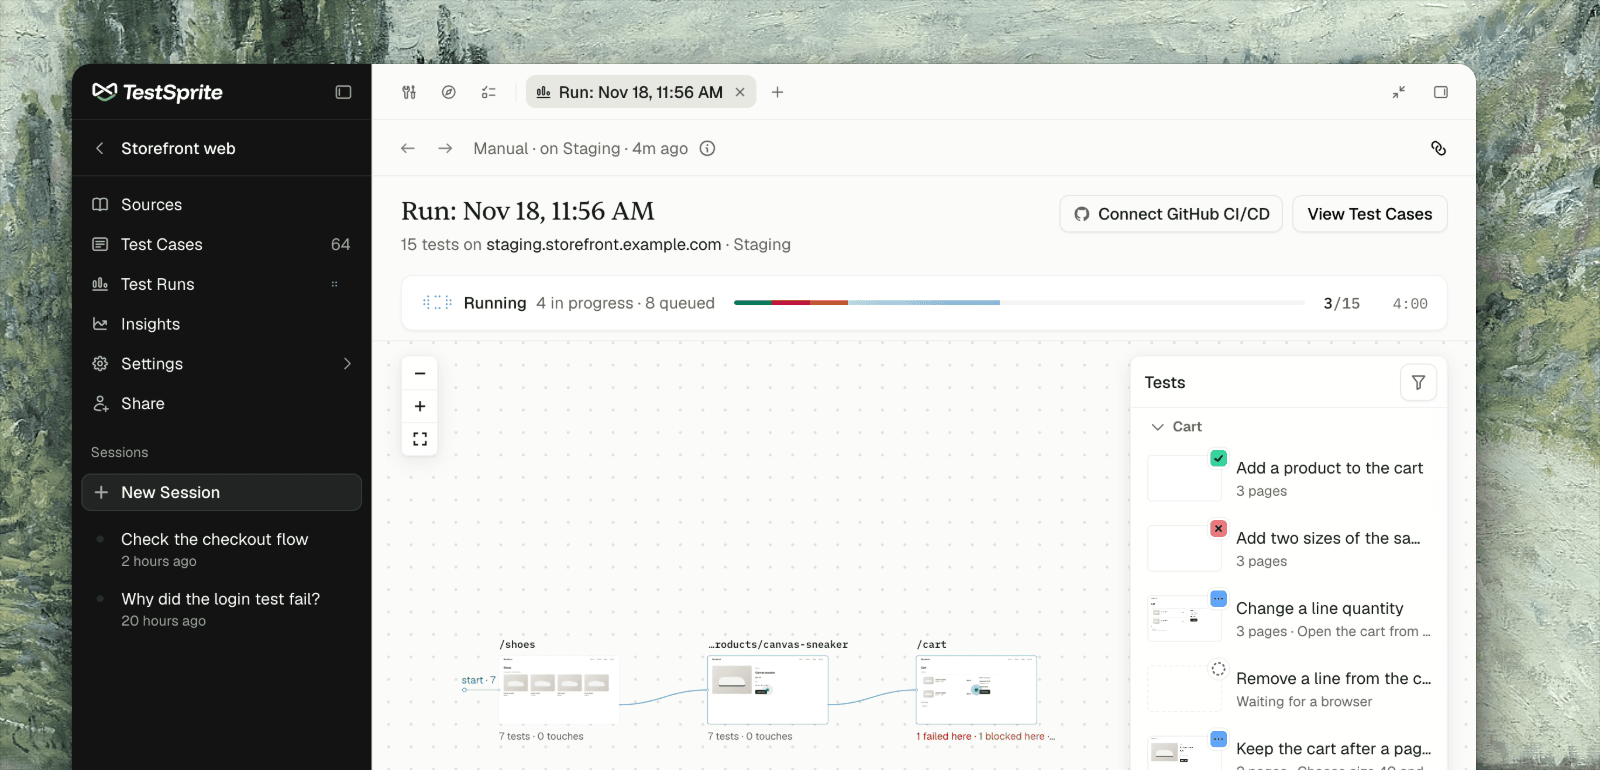 TestSprite
Storefront web
Sources
Test Cases 64
Test Runs
Insights
Settings
Share
Sessions
New Session
Check the checkout flow
2 hours ago
Why did the login test fail?
20 hours ago
Run: Nov 18, 11:56 AM
Manual · on Staging · 4m ago
Run: Nov 18, 11:56 AM
15 tests on staging.storefront.example.com · Staging
Connect GitHub CI/CD
View Test Cases
Running 4 in progress · 8 queued 3/15 4:00
start · 7
/shoes
7 tests · 0 touches
…roducts/canvas-sneaker
7 tests · 0 touches
/cart
1 failed here · 1 blocked here ·…
Tests
Cart
Add a product to the cart
3 pages
Add two sizes of the sa...
3 pages
Change a line quantity
3 pages · Open the cart from ...
Remove a line from the c...
Waiting for a browser
Keep the cart after a pag...